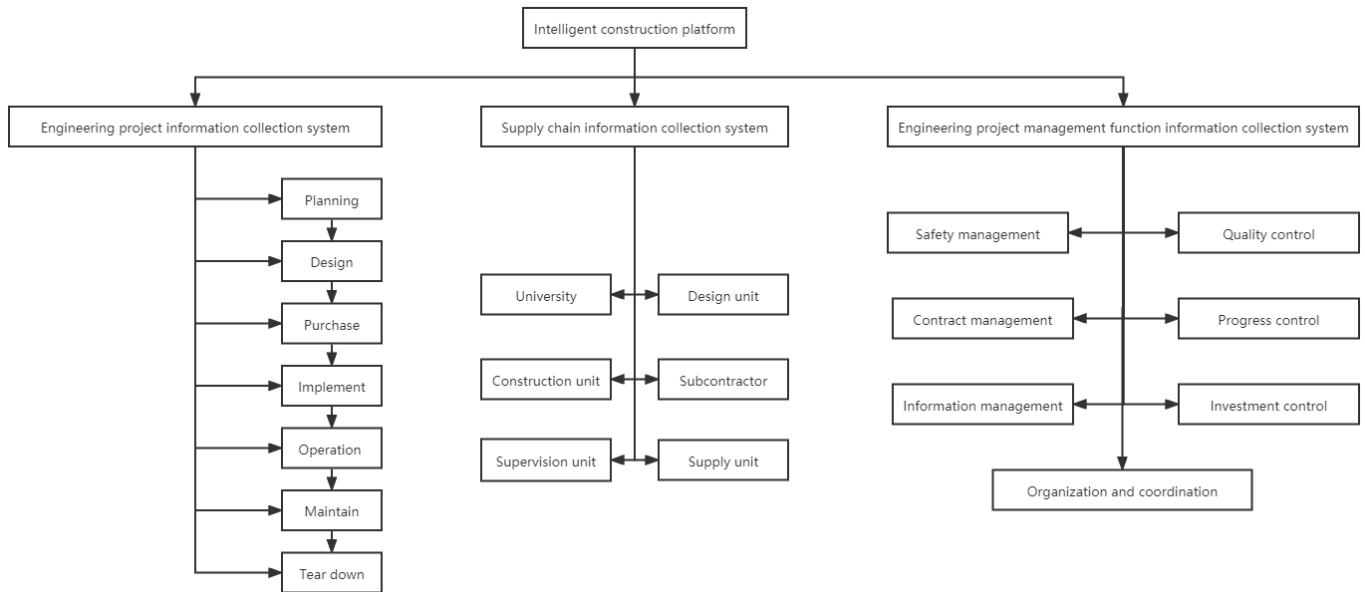 Intelligent construction platform
Engineering project information collection system
Supply chain information collection system
Engineering project management function information collection system
Planning
Design
Purchase
Implement
Operation
Maintain
Tear down
University
Design unit
Construction unit
Subcontractor
Supervision unit
Supply unit
Safety management
Quality control
Contract management
Progress control
Information management
Investment control
Organization and coordination